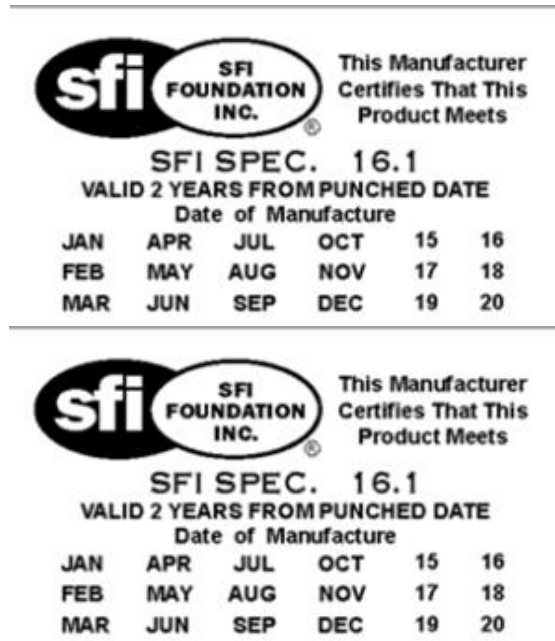 sfi
SFI
FOUNDATION
INC.
®
This Manufacturer
Certifies That This
Product Meets
SFI SPEC. 16.1
VALID 2 YEARS FROM PUNCHED DATE
Date of Manufacture
JAN APR JUL OCT 15 16
FEB MAY AUG NOV 17 18
MAR JUN SEP DEC 19 20
sfi
SFI
FOUNDATION
INC.
®
This Manufacturer
Certifies That This
Product Meets
SFI SPEC. 16.1
VALID 2 YEARS FROM PUNCHED DATE
Date of Manufacture
JAN APR JUL OCT 15 16
FEB MAY AUG NOV 17 18
MAR JUN SEP DEC 19 20